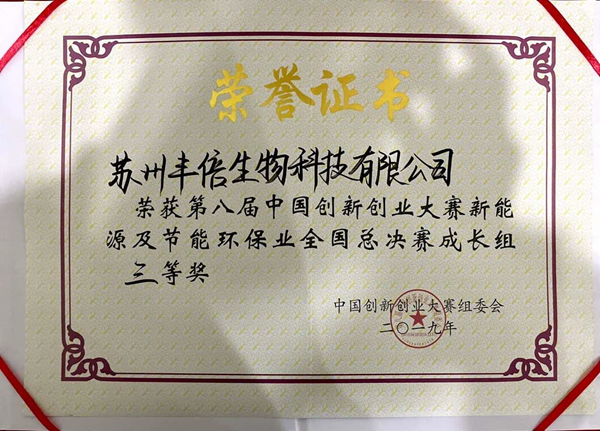 荣誉证书
苏州丰倍生物科技有限公司
荣获第八届中国创新创业大赛新能
源及节能环保业全国总决赛成长组
三等奖
中国创新创业大赛组委会
二〇一九年